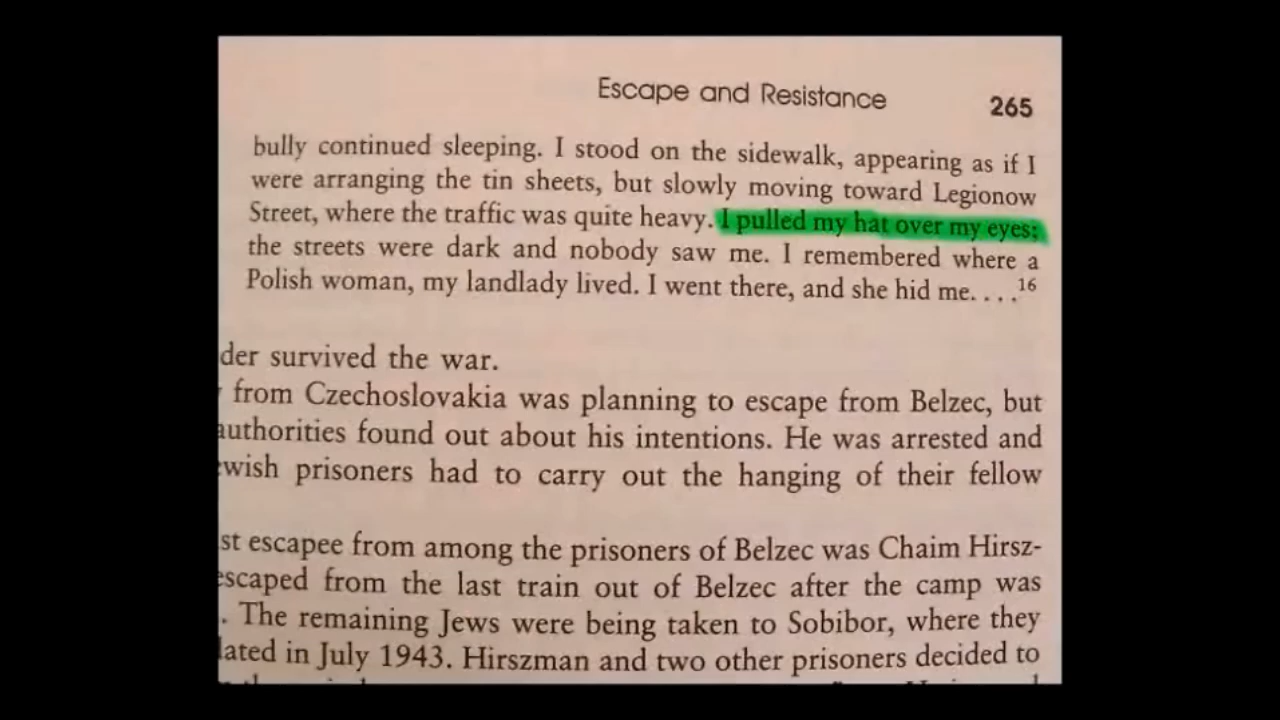 Escape and Resistance 265
bully continued sleeping. I stood on the sidewalk, appearing as if I
were arranging the tin sheets, but slowly moving toward Legionow
Street, where the traffic was quite heavy. I pulled my hat over my eyes;
the streets were dark and nobody saw me. I remembered where a
Polish woman, my landlady lived. I went there, and she hid me. . . .16
der survived the war.
from Czechoslovakia was planning to escape from Belzec, but
authorities found out about his intentions. He was arrested and
wish prisoners had to carry out the hanging of their fellow
st escapee from among the prisoners of Belzec was Chaim Hirsz-
escaped from the last train out of Belzec after the camp was
. The remaining Jews were being taken to Sobibor, where they
lated in July 1943. Hirszman and two other prisoners decided to